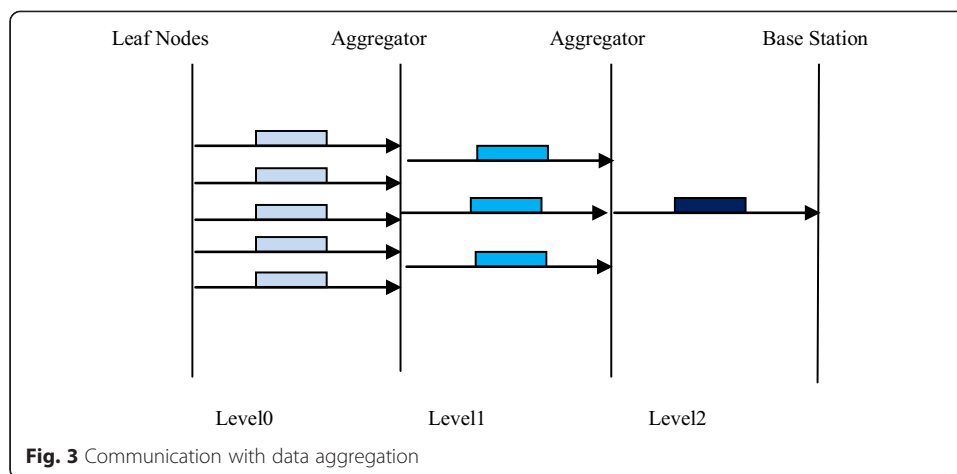 Leaf Nodes Aggregator Aggregator Base Station
Level0 Level1 Level2
Fig. 3 Communication with data aggregation